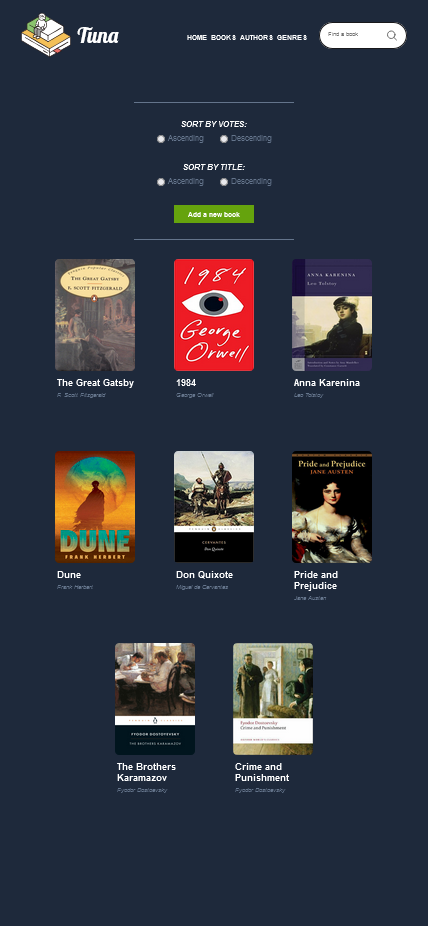 Tuna
HOME BOOKS AUTHORS GENRES
Find a book
SORT BY VOTES:
Ascending Descending
SORT BY TITLE:
Ascending Descending
Add a new book
THE GREAT GATSBY
F. SCOTT FITZGERALD
1984
George
Orwell
ANNA KARENINA
Leo Tolstoy
The Great Gatsby
F. Scott Fitzgerald
1984
George Orwell
Anna Karenina
Leo Tolstoy
DUNE
FRANK HERBERT
PENGUIN CLASSICS
CERVANTES
Don Quixote
Pride and Prejudice
JANE AUSTEN
Dune
Frank Herbert
Don Quixote
Miguel de Cervantes
Pride and
Prejudice
Jane Austen
PENGUIN CLASSICS
FYODOR DOSTOYEVSKY
THE BROTHERS KARAMAZOV
Fyodor Dostoevsky
Crime and Punishment
The Brothers
Karamazov
Fyodor Dostoevsky
Crime and
Punishment
Fyodor Dostoevsky